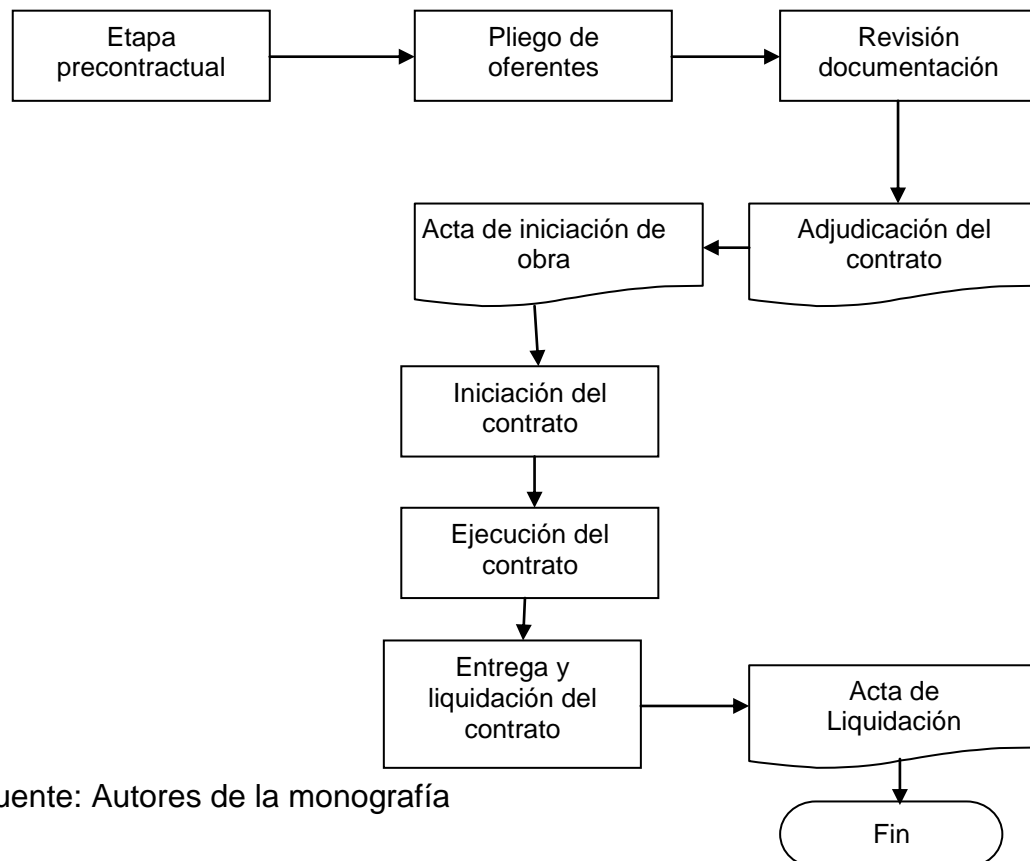 Etapa
precontractual
Pliego de
oferentes
Revisión
documentación
Adjudicación del
contrato
Acta de iniciación de
obra
Iniciación del
contrato
Ejecución del
contrato
Entrega y
liquidación del
contrato
Acta de
Liquidación
uente: Autores de la monografía
Fin